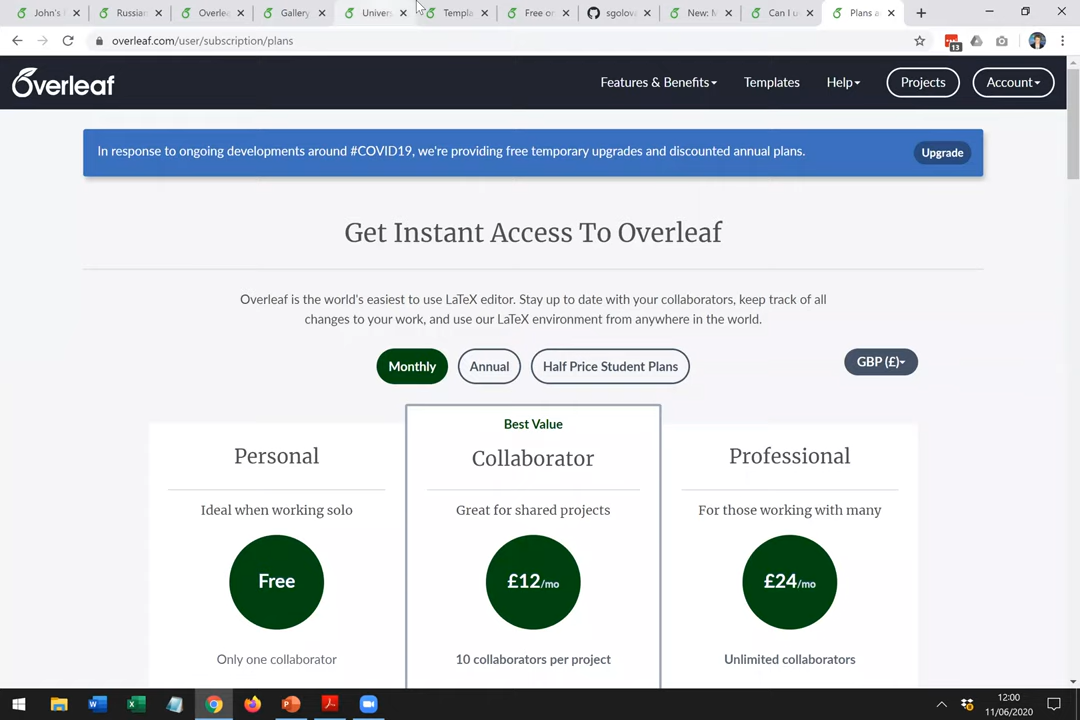 John's
Russian
Overle
Gallery
Univers
Templa
Free or
sgolov
New: M
Can I u
Plans a
overleaf.com/user/subscription/plans
13
Overleaf
Features & Benefits
Templates
Help
Projects
Account
In response to ongoing developments around #COVID19, we're providing free temporary upgrades and discounted annual plans.
Upgrade
Get Instant Access To Overleaf
Overleaf is the world's easiest to use LaTeX editor. Stay up to date with your collaborators, keep track of all
changes to your work, and use our LaTeX environment from anywhere in the world.
Monthly
Annual
Half Price Student Plans
GBP (£)
Best Value
Personal
Collaborator
Professional
Ideal when working solo
Great for shared projects
For those working with many
Free
£12/mo
£24/mo
Only one collaborator
10 collaborators per project
Unlimited collaborators
12:00
11/06/2020